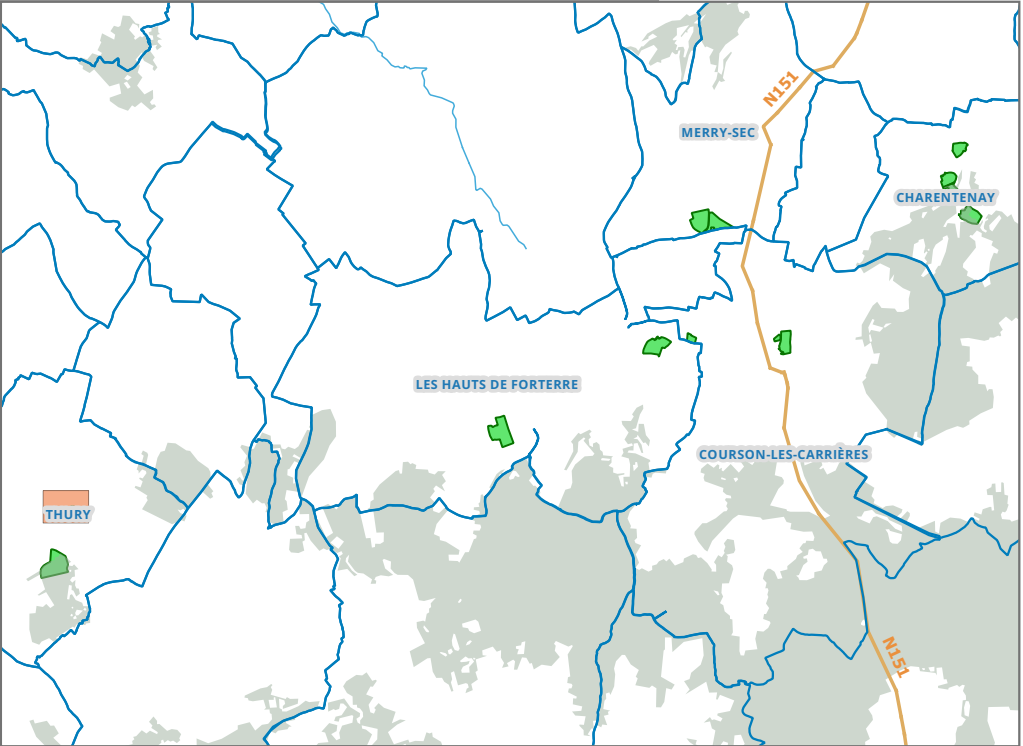 N151
MERRY-SEC
CHARENTENAY
LES HAUTS DE FORTERRE
COURSON-LES-CARRIÈRES
THURY
N151